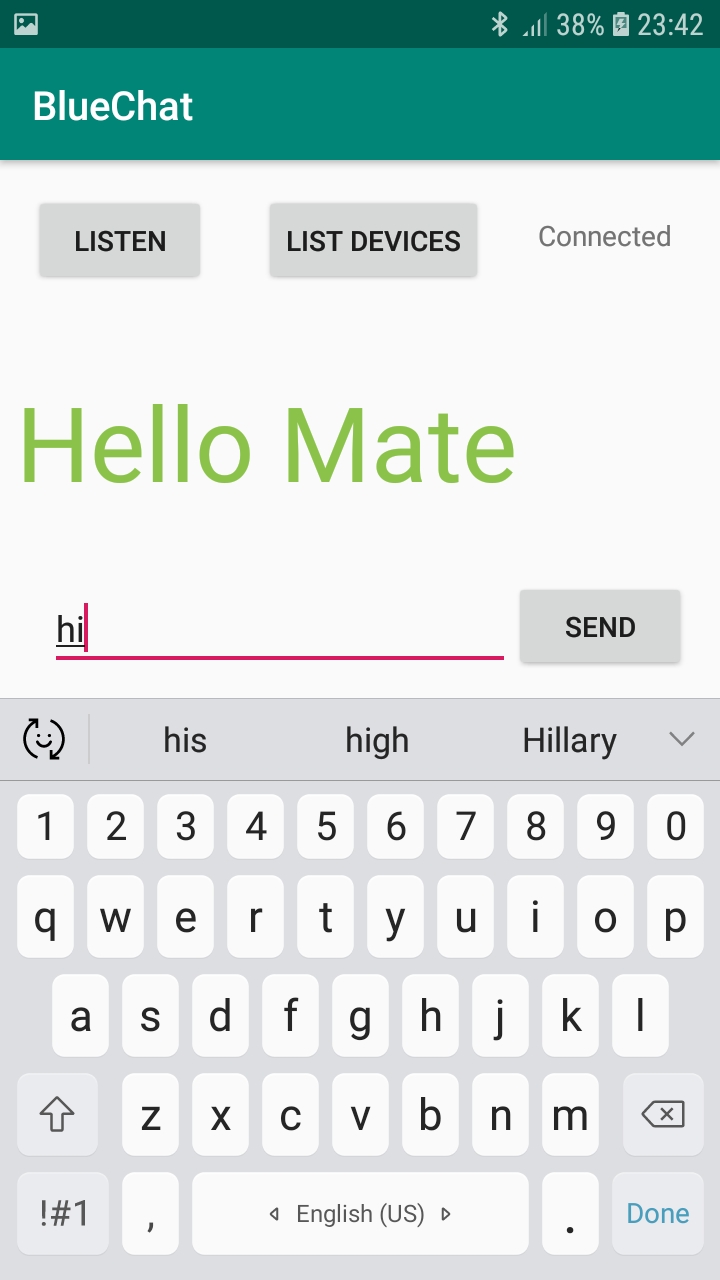 38% 23:42
BlueChat
LISTEN LIST DEVICES Connected
Hello Mate
hi SEND
his high Hillary
1 2 3 4 5 6 7 8 9 0
q w e r t y u i o p
a s d f g h j k l
z x c v b n m
!#1 , English (US) . Done